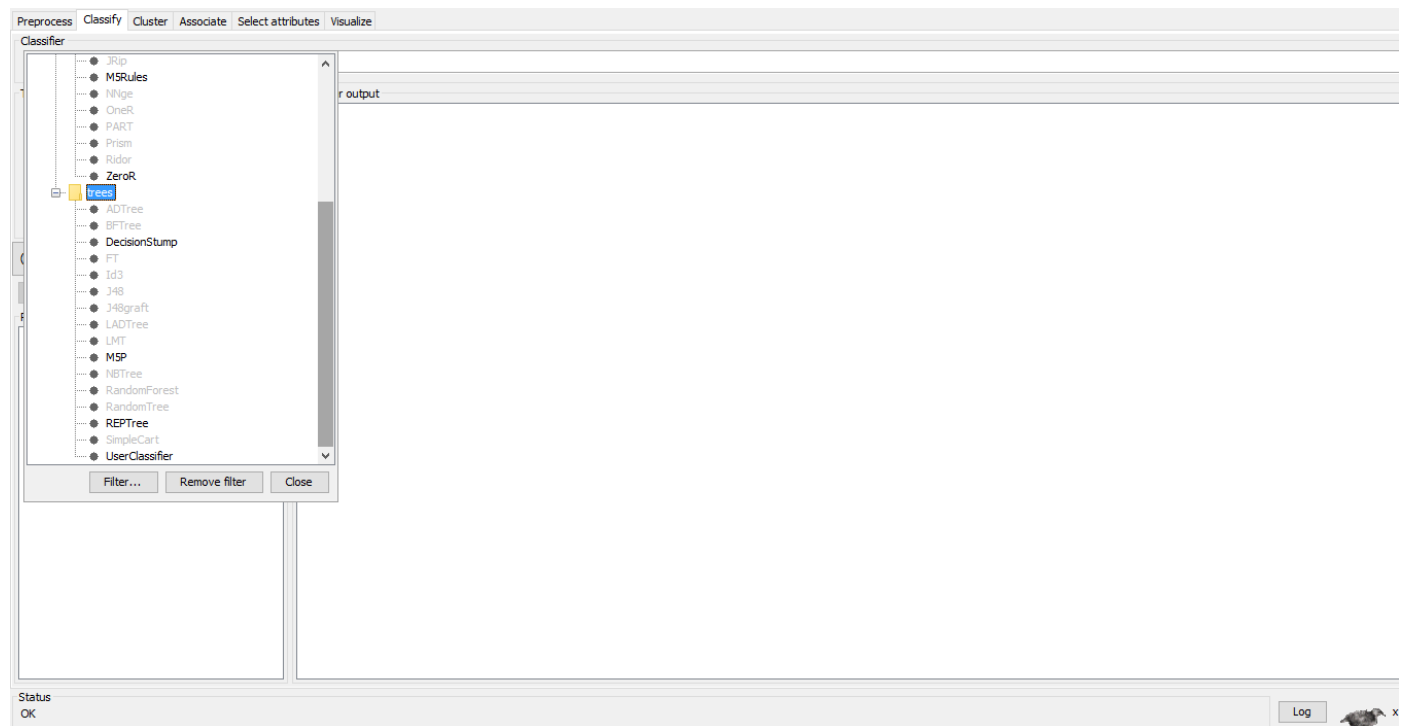 Preprocess Classify Cluster Associate Select attributes Visualize
Classifier
JRip
M5Rules
NNge
r output
OneR
PART
Prism
Ridor
ZeroR
trees
ADTree
BFTree
DecisionStump
FT
Id3
J48
J48graft
LADTree
LMT
M5P
NBTree
RandomForest
RandomTree
REPTree
SimpleCart
UserClassifier
Filter... Remove filter Close
Status
OK
Log x